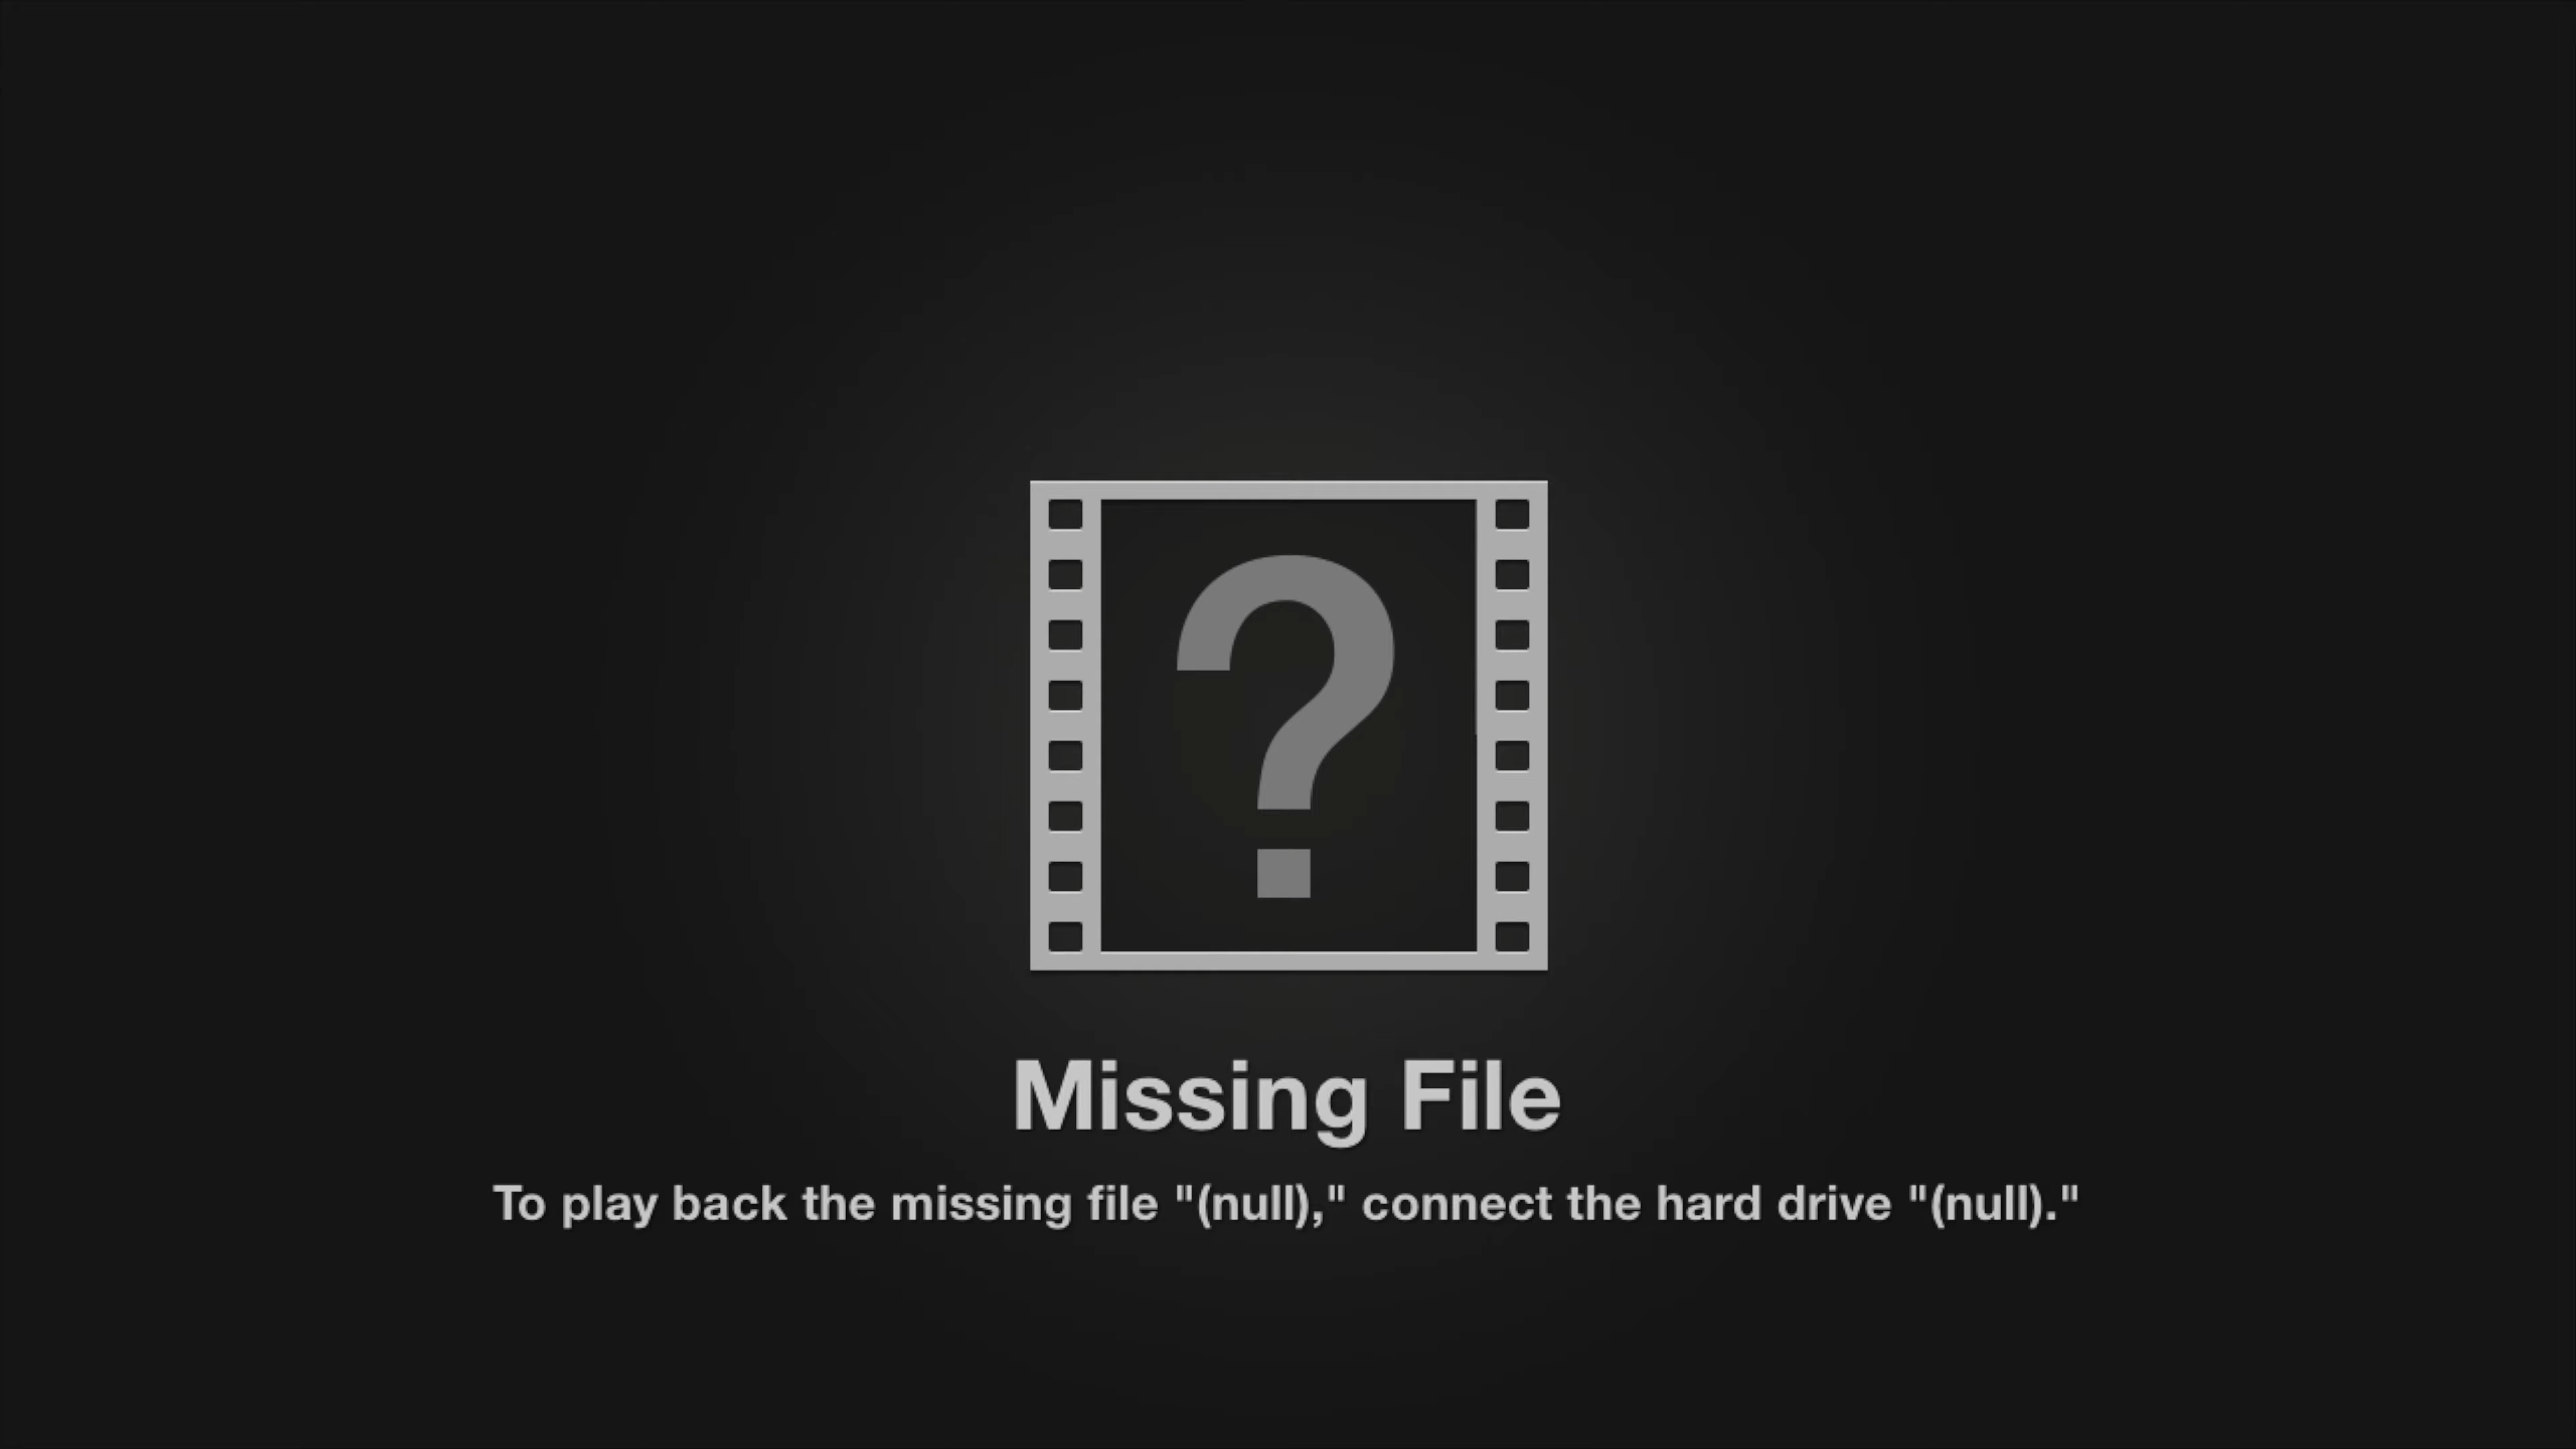 ?
Missing File
To play back the missing file "(null)," connect the hard drive "(null)."